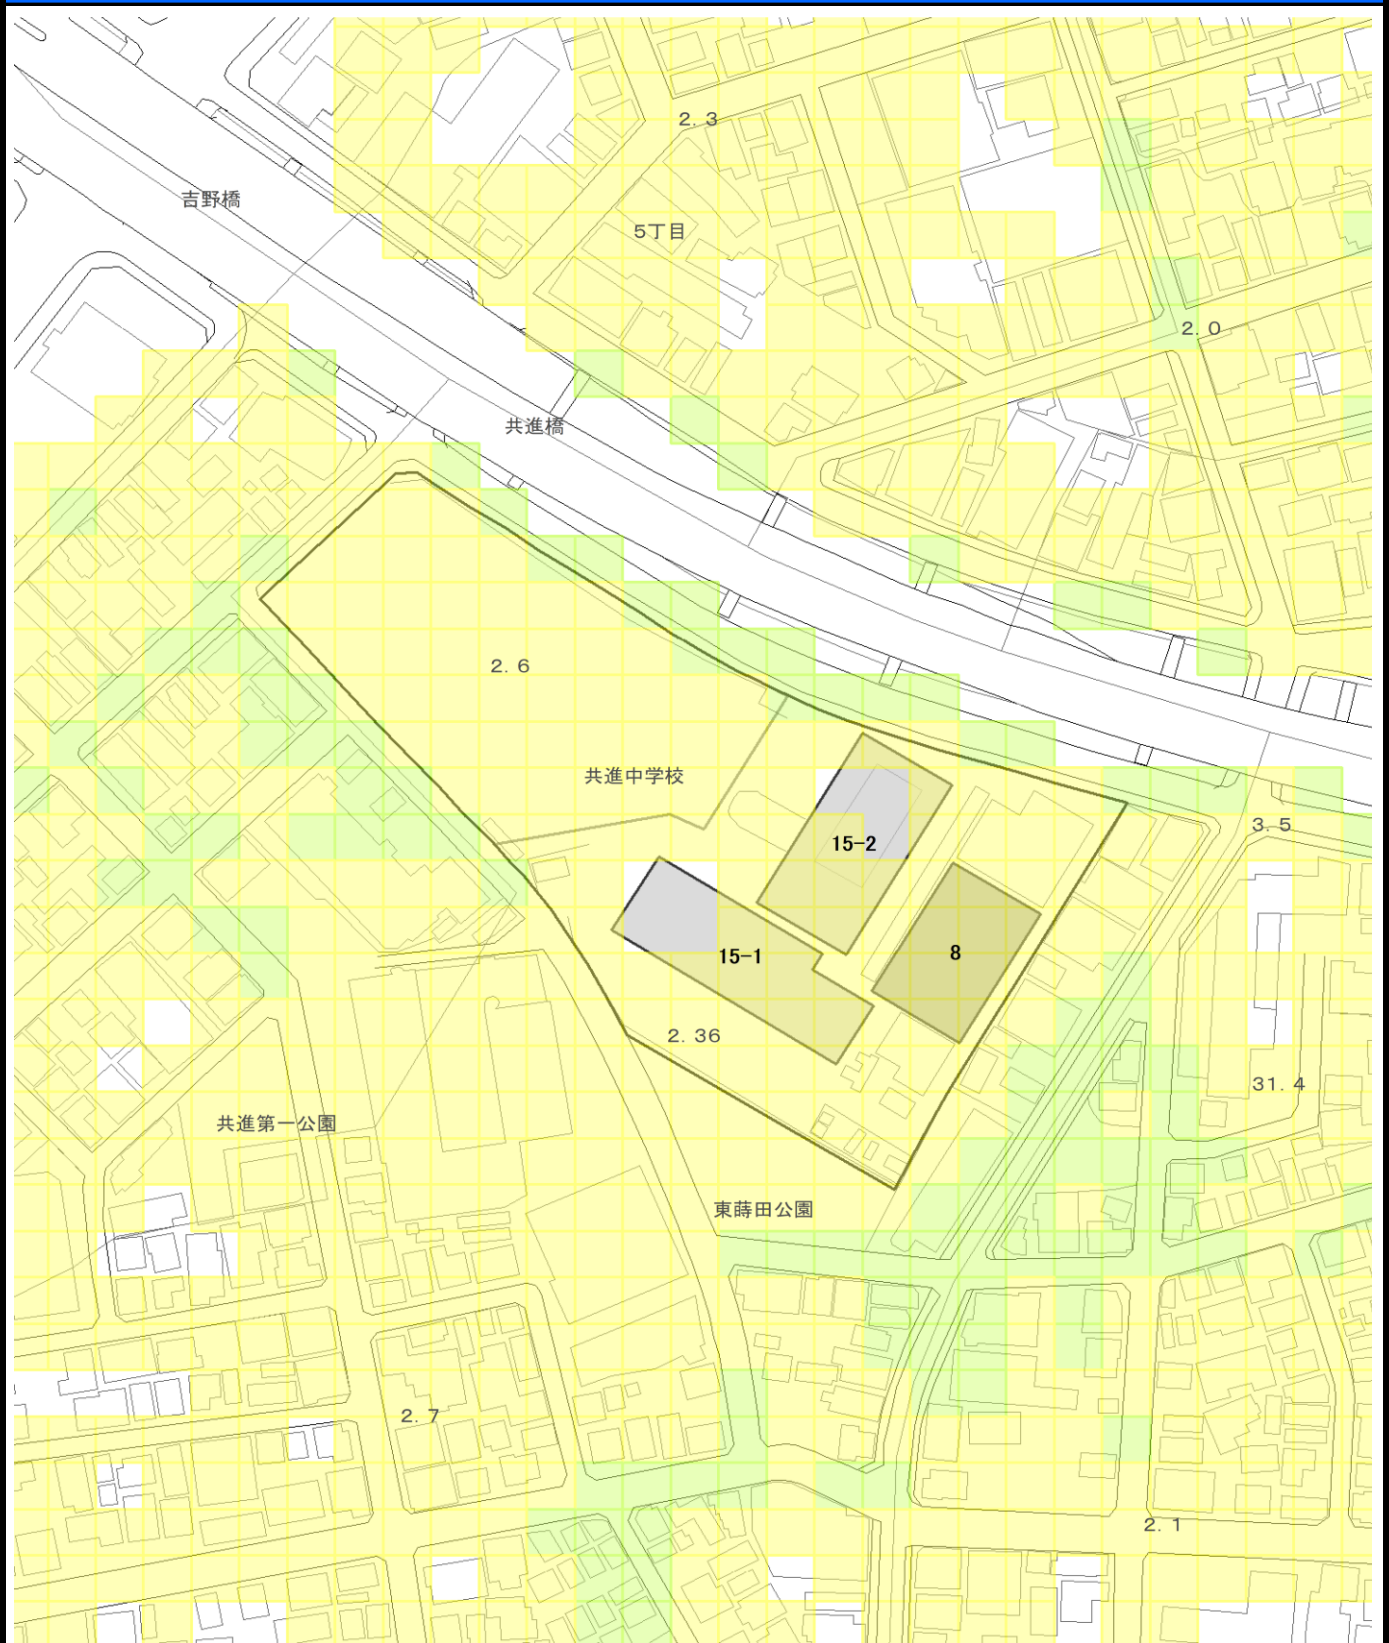 2. 3
吉野橋
5丁目
2. 0
共進橋
2. 6
共進中学校
3. 5
15-2
8
15-1
2. 36
31. 4
共進第一公園
東蒔田公園
2. 7
2. 1